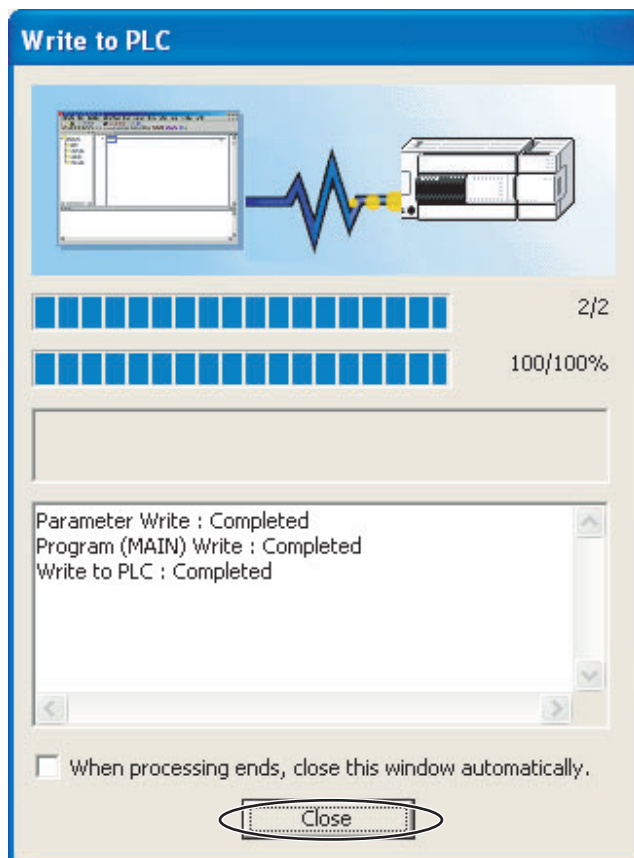 Write to PLC
2/2
100/100%
Parameter Write : Completed
Program (MAIN) Write : Completed
Write to PLC : Completed
When processing ends, close this window automatically.
Close